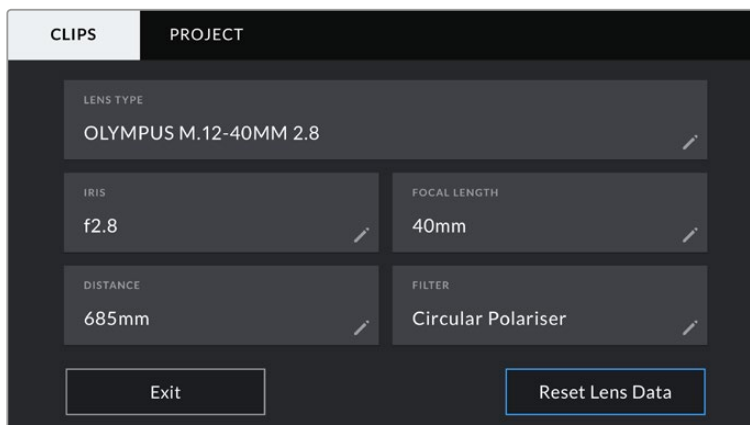 CLIPS PROJECT
LENS TYPE
OLYMPUS M.12-40MM 2.8
IRIS FOCAL LENGTH
f2.8 40mm
DISTANCE FILTER
685mm Circular Polariser
Exit Reset Lens Data